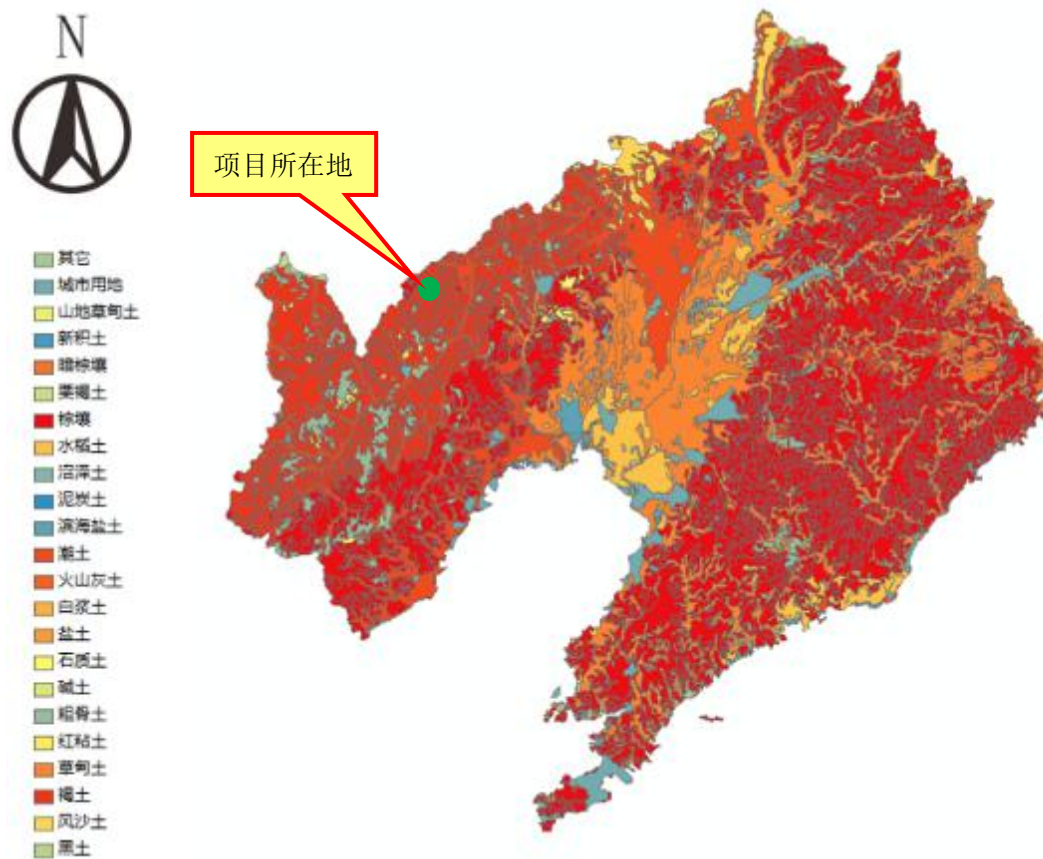 N
项目所在地
其它
城市用地
山地草甸土
新积土
暗棕壤
栗褐土
棕壤
水稻土
沼泽土
泥炭土
滨海盐土
潮土
火山灰土
白浆土
盐土
石质土
碱土
粗骨土
红粘土
草甸土
褐土
风沙土
黑土